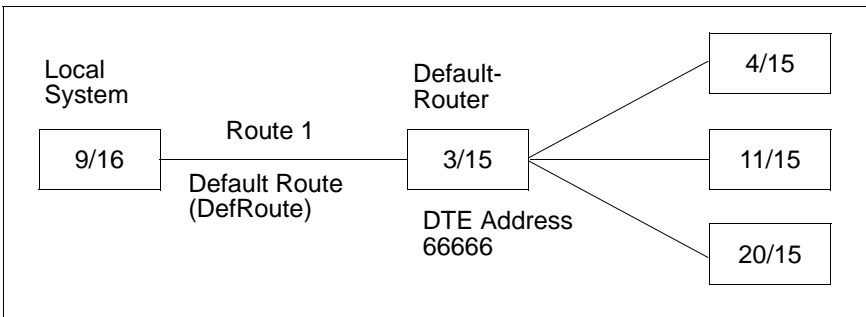 Local
System
9/16
Route 1
Default Route
(DefRoute)
Default-
Router
3/15
DTE Address
66666
4/15
11/15
20/15